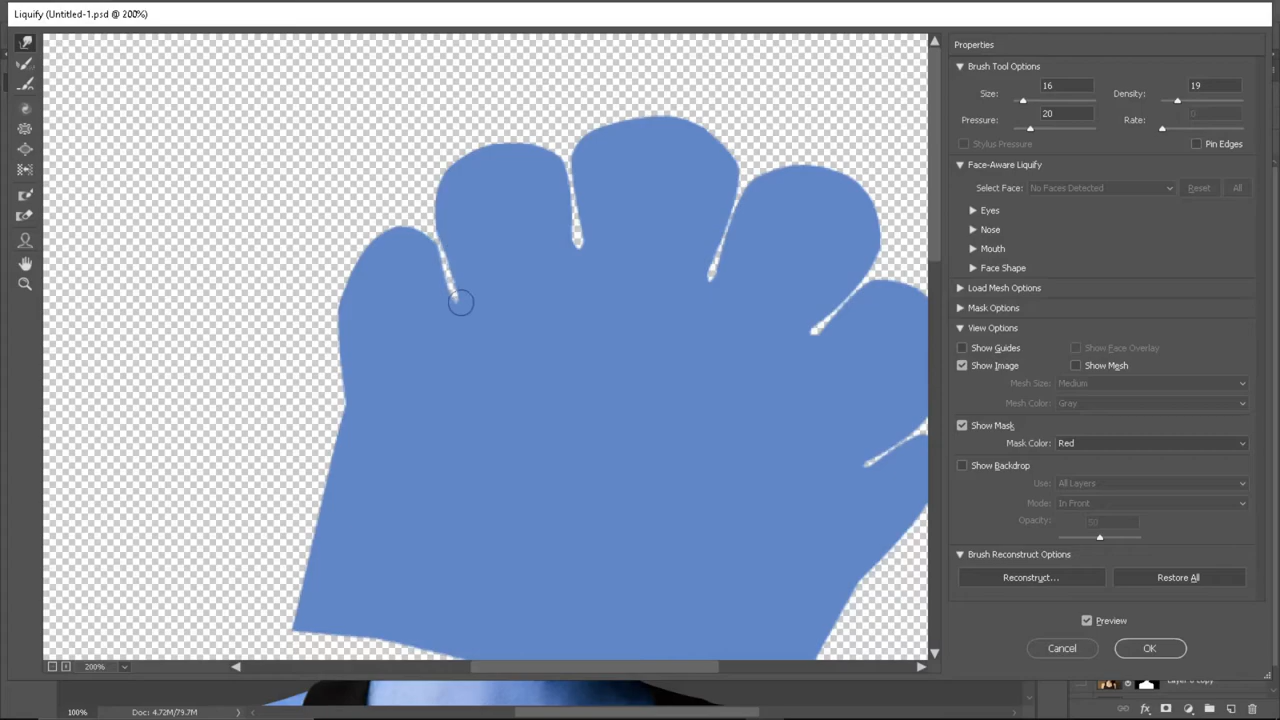 Liquify (Untitled-1.psd @ 200%)
Properties
Brush Tool Options
Size: 16 Density: 19
Pressure: 20 Rate: 0
Stylus Pressure Pin Edges
Face-Aware Liquify
Select Face: No Faces Detected Reset All
Eyes
Nose
Mouth
Face Shape
Load Mesh Options
Mask Options
View Options
Show Guides Show Face Overlay
Show Image Show Mesh
Mesh Size: Medium
Mesh Color: Gray
Show Mask
Mask Color: Red
Show Backdrop
Use: All Layers
Mode: In Front
Opacity: 50
Brush Reconstruct Options
Reconstruct... Restore All
Preview
Cancel OK
200%
100% Doc: 4.72M/79.7M